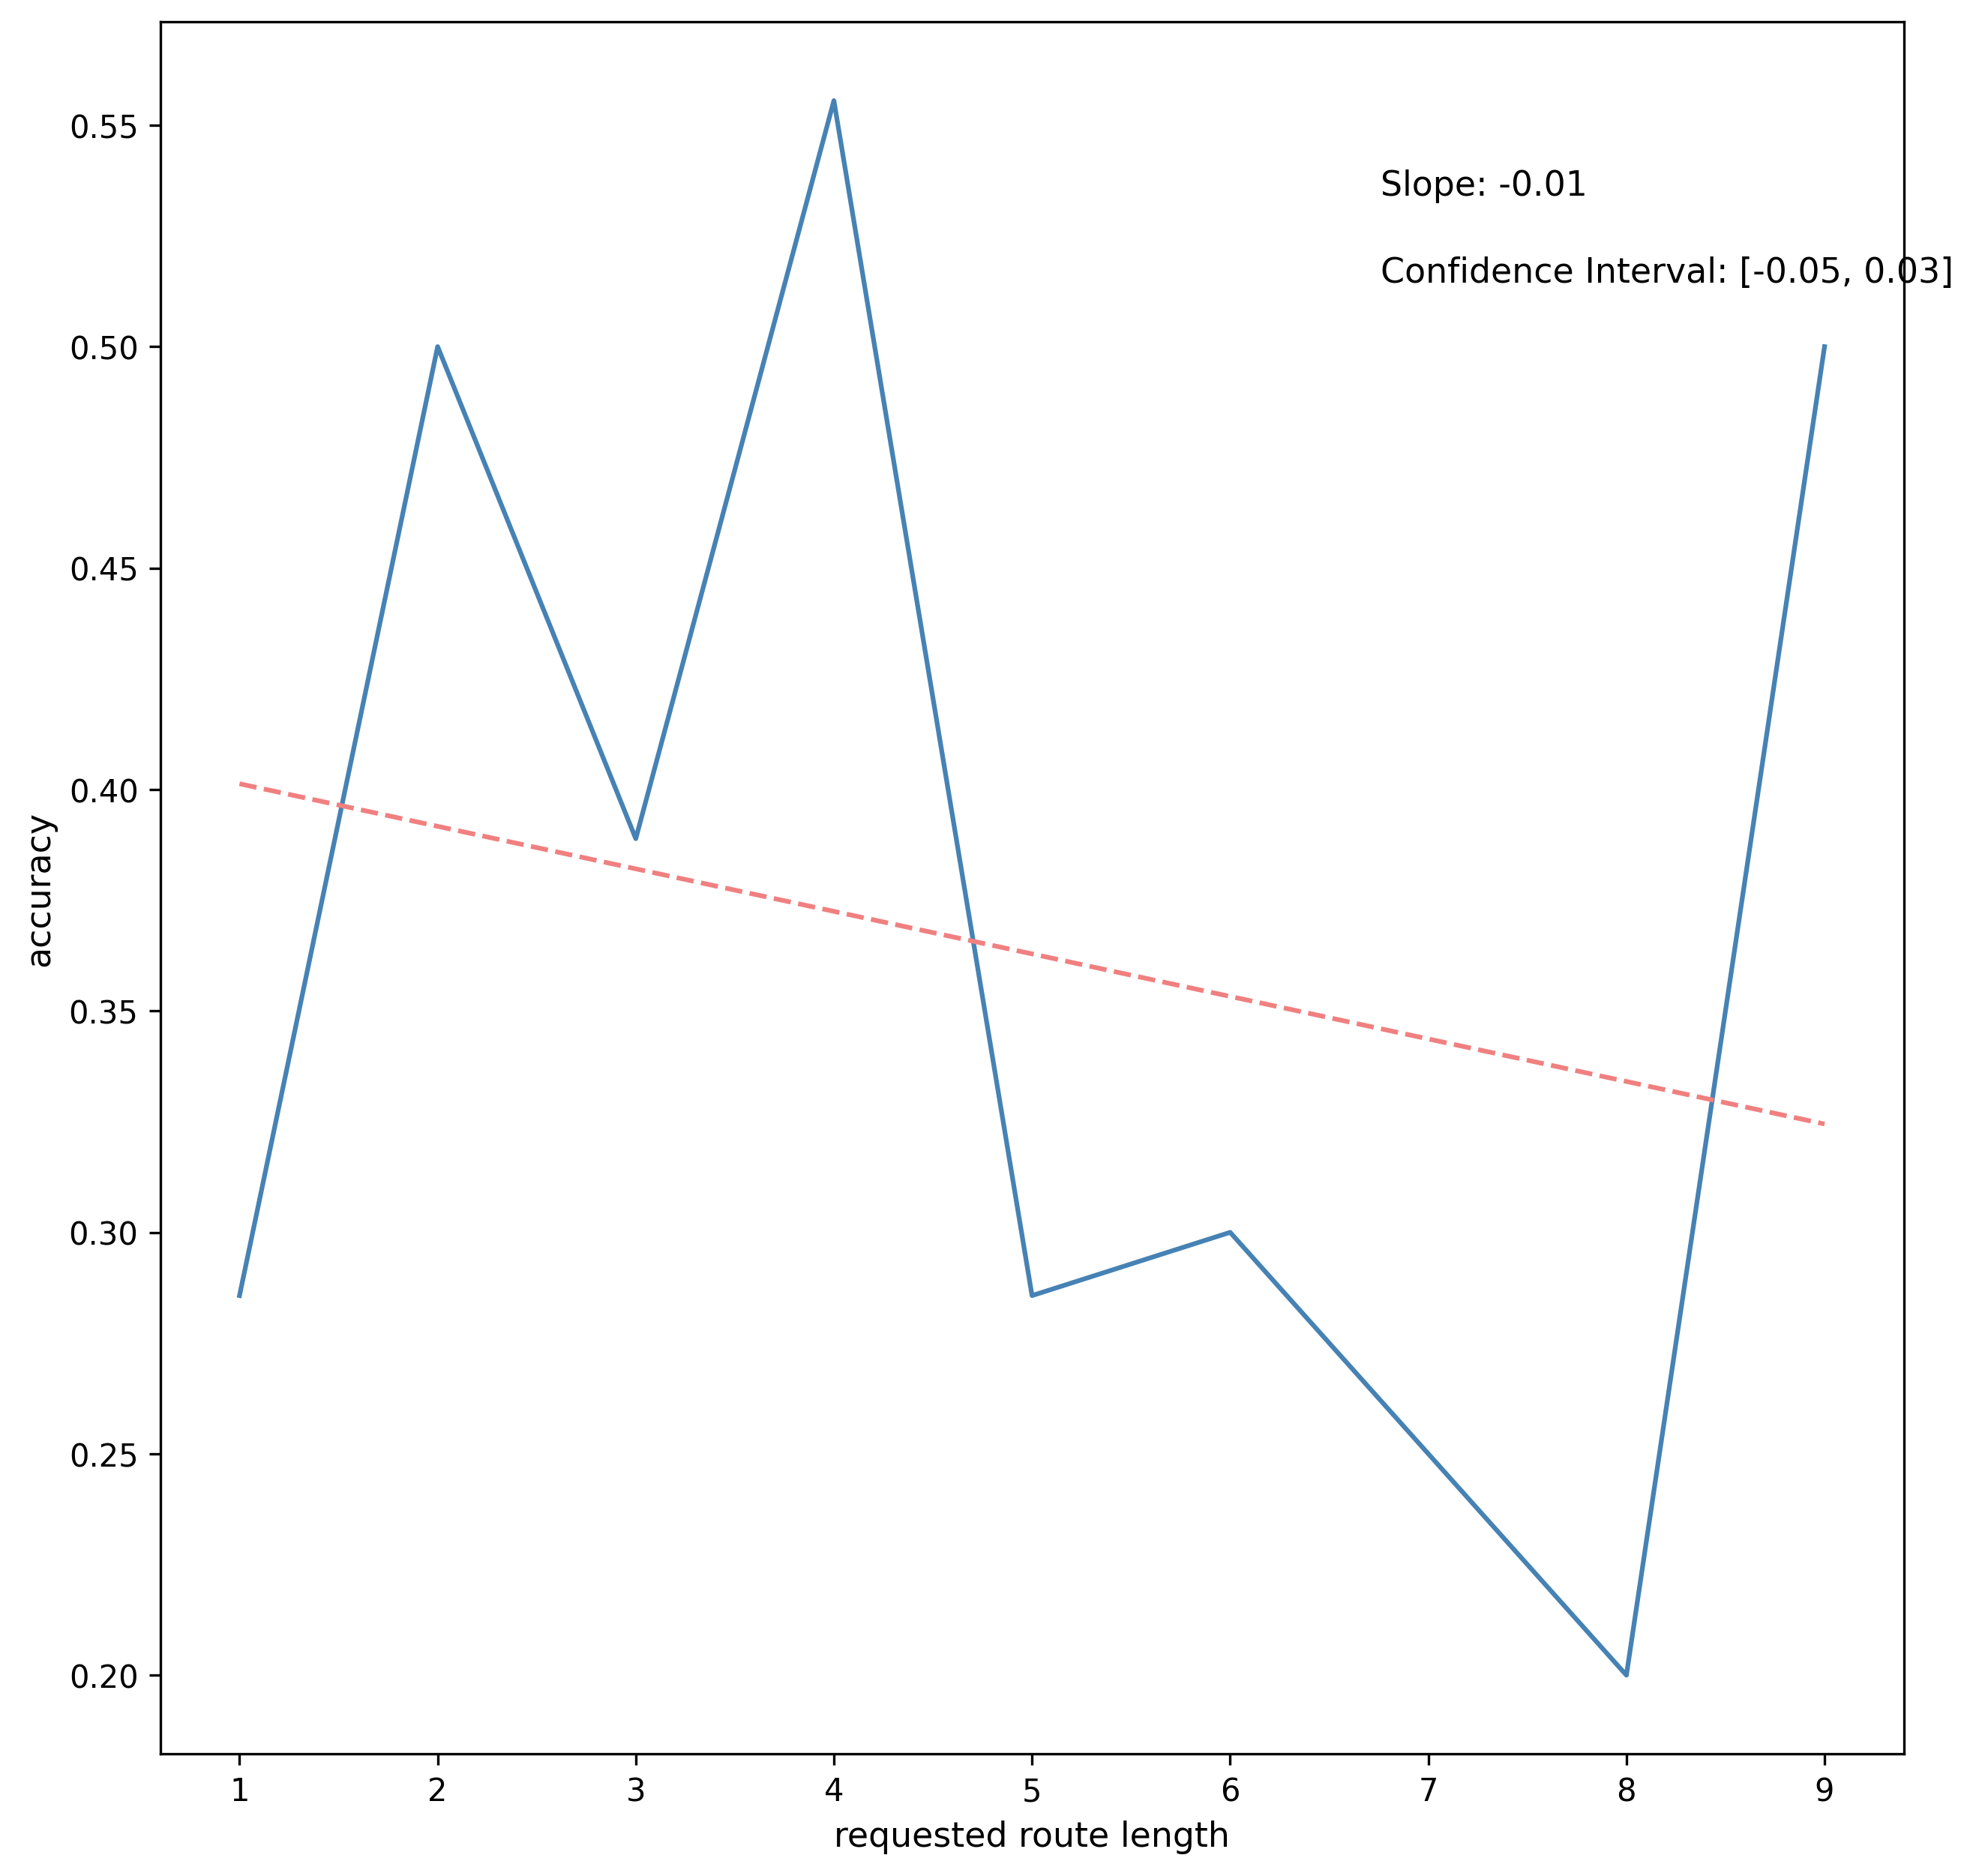 Slope: -0.01
Confidence Interval: [-0.05, 0.03]
0.55
0.50
0.45
0.40
0.35
0.30
0.25
0.20
accuracy
1 2 3 4 5 6 7 8 9
requested route length